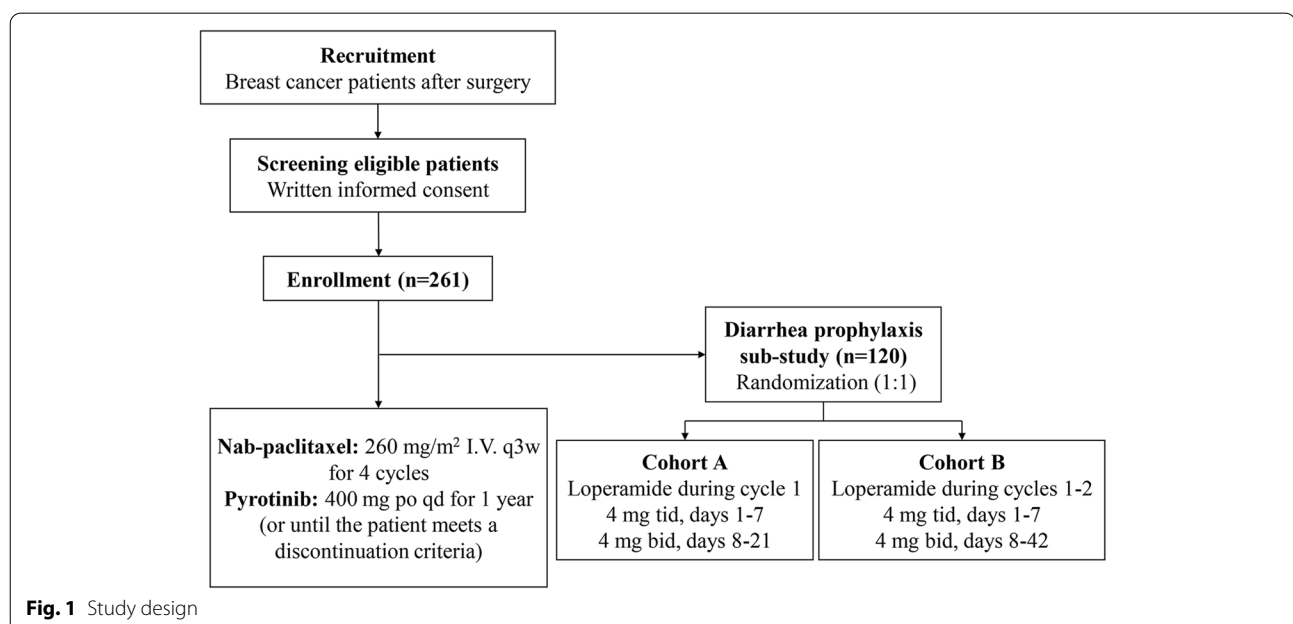 Recruitment
Breast cancer patients after surgery
Screening eligible patients
Written informed consent
Enrollment (n=261)
Diarrhea prophylaxis
sub-study (n=120)
Randomization (1:1)
Nab-paclitaxel: 260 mg/m² I.V. q3w
for 4 cycles
Pyrotinib: 400 mg po qd for 1 year
(or until the patient meets a
discontinuation criteria)
Cohort A
Loperamide during cycle 1
4 mg tid, days 1-7
4 mg bid, days 8-21
Cohort B
Loperamide during cycles 1-2
4 mg tid, days 1-7
4 mg bid, days 8-42
Fig. 1 Study design